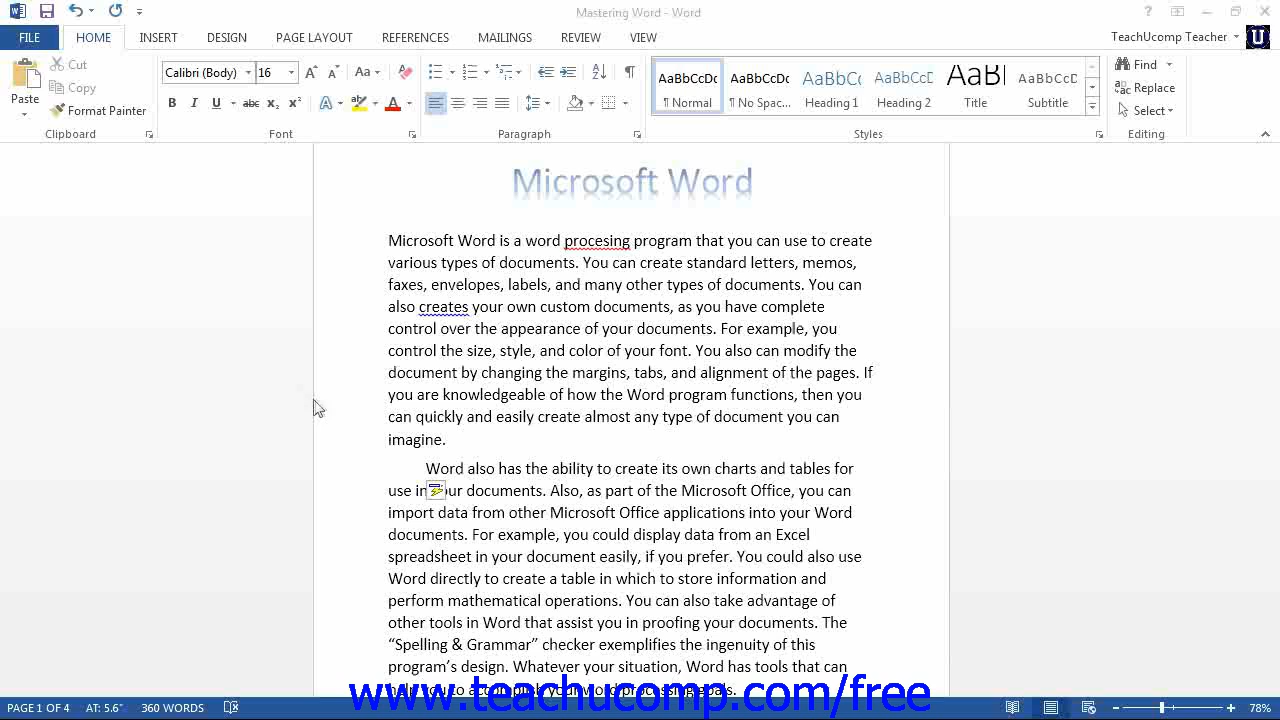 Mastering Word - Word
FILE HOME INSERT DESIGN PAGE LAYOUT REFERENCES MAILINGS REVIEW VIEW TeachUcomp Teacher U
Paste
Cut
Copy
Format Painter
Clipboard
Calibri (Body) 16
Font
Paragraph
AaBbCcDc AaBbCcDc AaBbCc AaBbCcD AaB AaBbCcD
¶ Normal ¶ No Spac... Heading 1 Heading 2 Title Subtitle
Styles
Find
Replace
Select
Editing
Microsoft Word
Microsoft Word is a word procesing program that you can use to create
various types of documents. You can create standard letters, memos,
faxes, envelopes, labels, and many other types of documents. You can
also creates your own custom documents, as you have complete
control over the appearance of your documents. For example, you
control the size, style, and color of your font. You also can modify the
document by changing the margins, tabs, and alignment of the pages. If
you are knowledgeable of how the Word program functions, then you
can quickly and easily create almost any type of document you can
imagine.
Word also has the ability to create its own charts and tables for
use in your documents. Also, as part of the Microsoft Office, you can
import data from other Microsoft Office applications into your Word
documents. For example, you could display data from an Excel
spreadsheet in your document easily, if you prefer. You could also use
Word directly to create a table in which to store information and
perform mathematical operations. You can also take advantage of
other tools in Word that assist you in proofing your documents. The
“Spelling & Grammar” checker exemplifies the ingenuity of this
program’s design. Whatever your situation, Word has tools that can
help you to accomplish your word processing goals.
www.teachucomp.com/free
PAGE 1 OF 4 AT: 5.6" 360 WORDS 78%